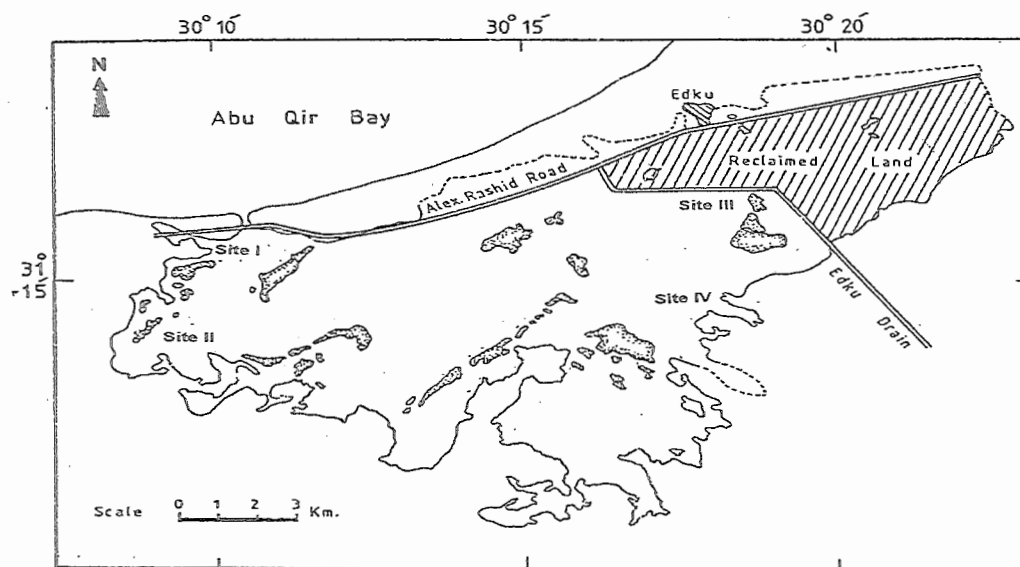 30° 10′
30° 15′
30° 20′
N
Abu Qir Bay
Edku
Reclaimed Land
Alex. Rashid Road
Site III
Site I
31°
15′
Site IV
Edku Drain
Site II
Scale 0 1 2 3 Km.